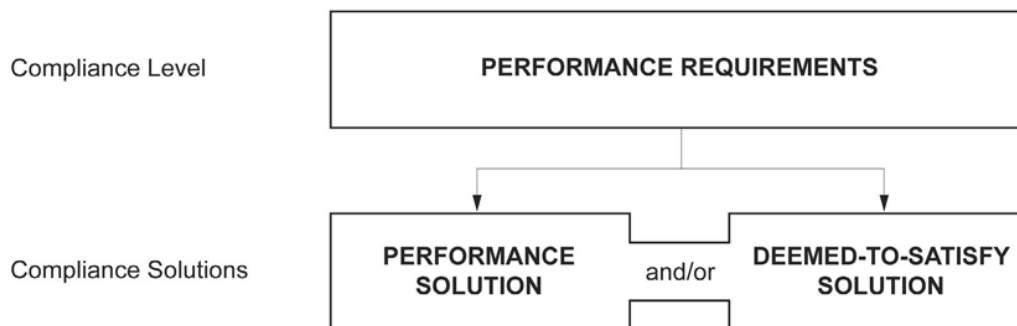 Compliance Level
PERFORMANCE REQUIREMENTS
Compliance Solutions
PERFORMANCE
SOLUTION
and/or
DEEMED-TO-SATISFY
SOLUTION